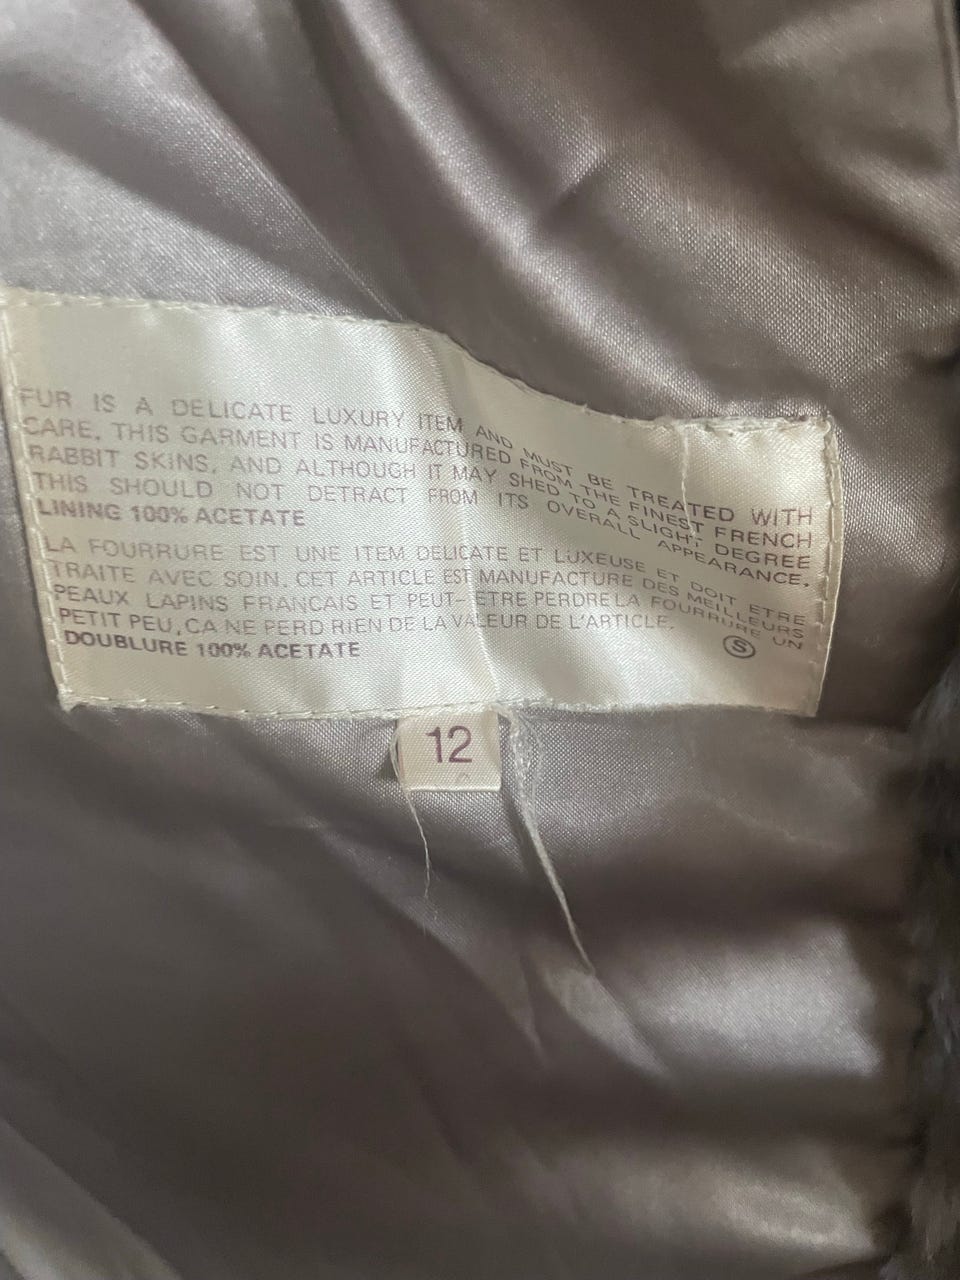 FUR IS A DELICATE LUXURY ITEM AND MUST BE TREATED WITH
CARE. THIS GARMENT IS MANUFACTURED FROM THE FINEST FRENCH
RABBIT SKINS. AND ALTHOUGH IT MAY SHED TO A SLIGHT DEGREE
THIS SHOULD NOT DETRACT FROM ITS OVERALL APPEARANCE.
LINING 100% ACETATE
LA FOURRURE EST UNE ITEM DELICATE ET LUXEUSE ET DOIT ETRE
TRAITE AVEC SOIN. CET ARTICLE EST MANUFACTURE DES MEILLEURS
PEAUX LAPINS FRANCAIS ET PEUT-ETRE PERDRE LA FOURRURE UN
PETIT PEU, CA NE PERD RIEN DE LA VALEUR DE L'ARTICLE.
DOUBLURE 100% ACETATE
S
12